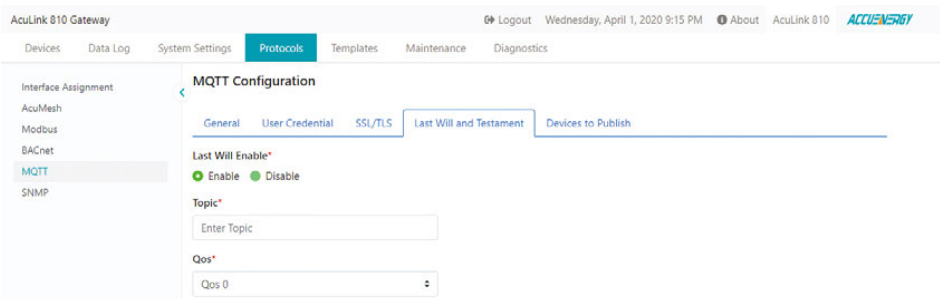 AcuLink 810 Gateway
Logout Wednesday, April 1, 2020 9:15 PM About AcuLink 810 ACCUENERGY
Devices Data Log System Settings Protocols Templates Maintenance Diagnostics
Interface Assignment
AcuMesh
Modbus
BACnet
MQTT
SNMP
MQTT Configuration
General User Credential SSL/TLS Last Will and Testament Devices to Publish
Last Will Enable*
Enable Disable
Topic*
Enter Topic
Qos*
Qos 0